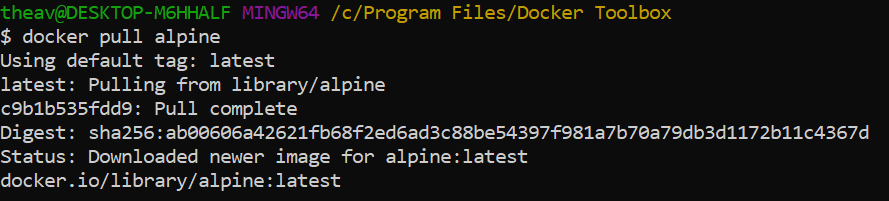 theav@DESKTOP-M6HHALF MINGW64 /c/Program Files/Docker Toolbox
$ docker pull alpine
Using default tag: latest
latest: Pulling from library/alpine
c9b1b535fdd9: Pull complete
Digest: sha256:ab00606a42621fb68f2ed6ad3c88be54397f981a7b70a79db3d1172b11c4367d
Status: Downloaded newer image for alpine:latest
docker.io/library/alpine:latest